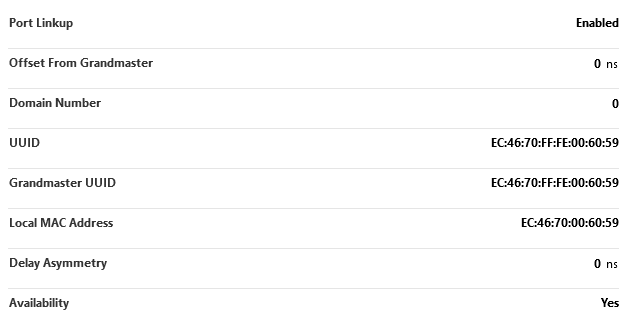 Port Linkup Enabled
Offset From Grandmaster 0 ns
Domain Number 0
UUID EC:46:70:FF:FE:00:60:59
Grandmaster UUID EC:46:70:FF:FE:00:60:59
Local MAC Address EC:46:70:00:60:59
Delay Asymmetry 0 ns
Availability Yes